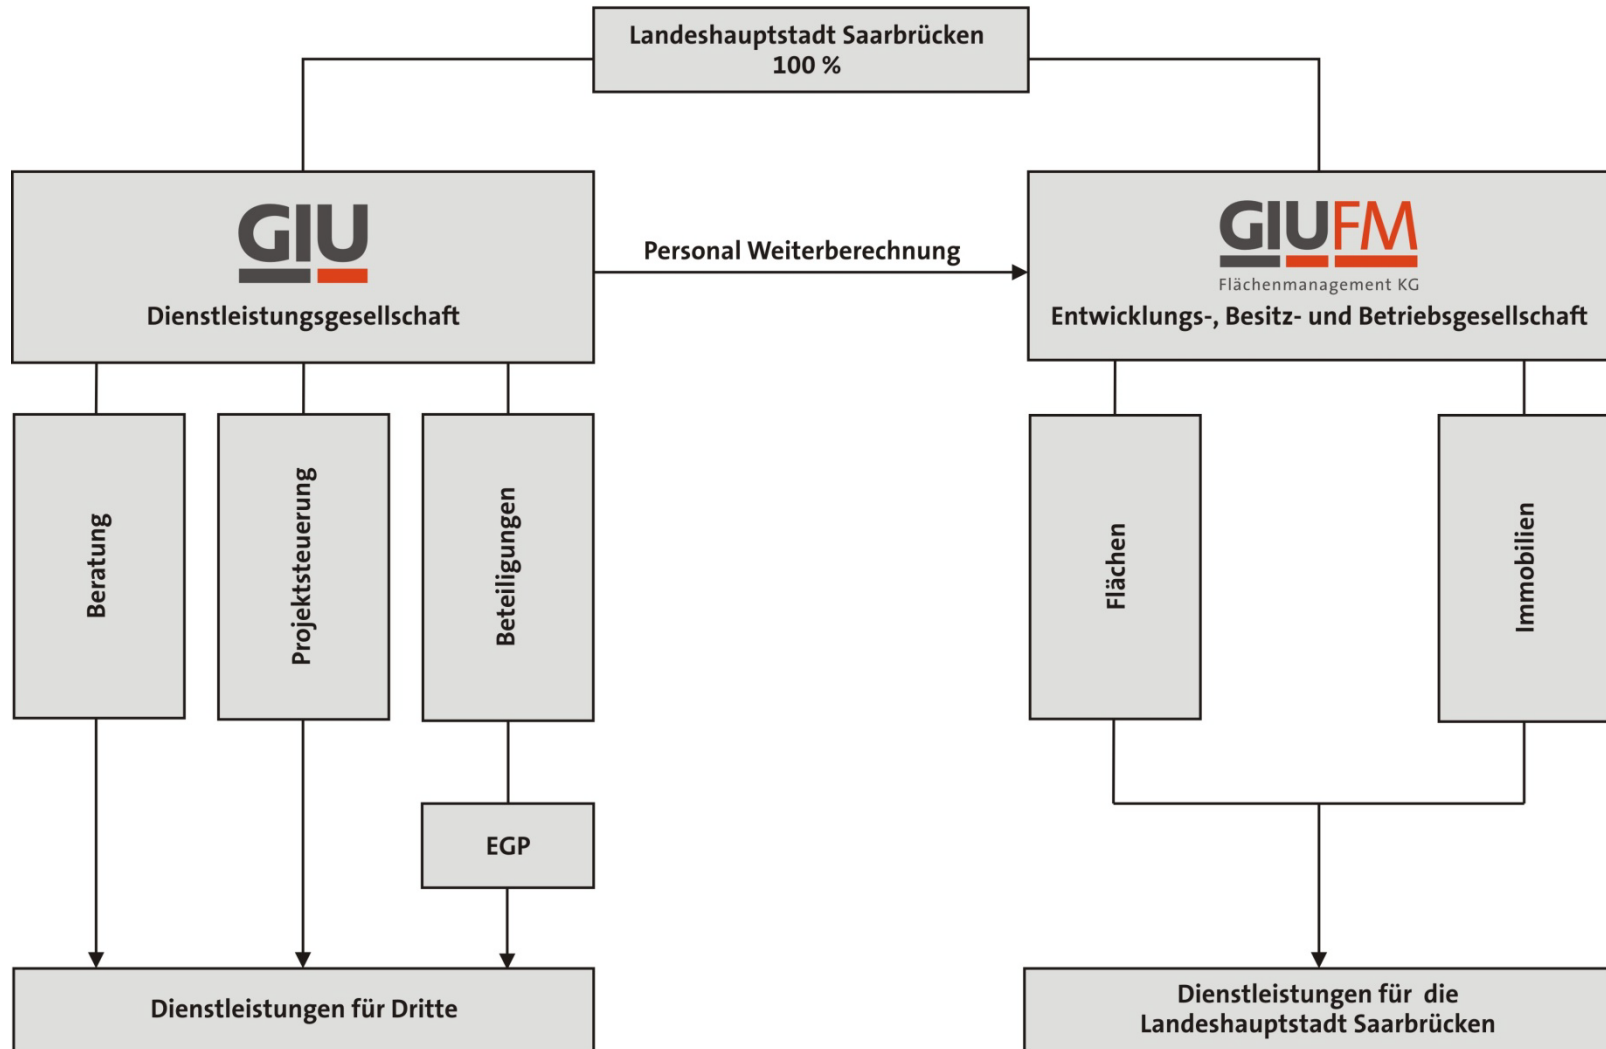 Landeshauptstadt Saarbrücken
100 %
GIU
Dienstleistungsgesellschaft
Personal Weiterberechnung
GIUFM
Flächenmanagement KG
Entwicklungs-, Besitz- und Betriebsgesellschaft
Beratung
Projektsteuerung
Beteiligungen
Flächen
Immobilien
EGP
Dienstleistungen für Dritte
Dienstleistungen für die
Landeshauptstadt Saarbrücken